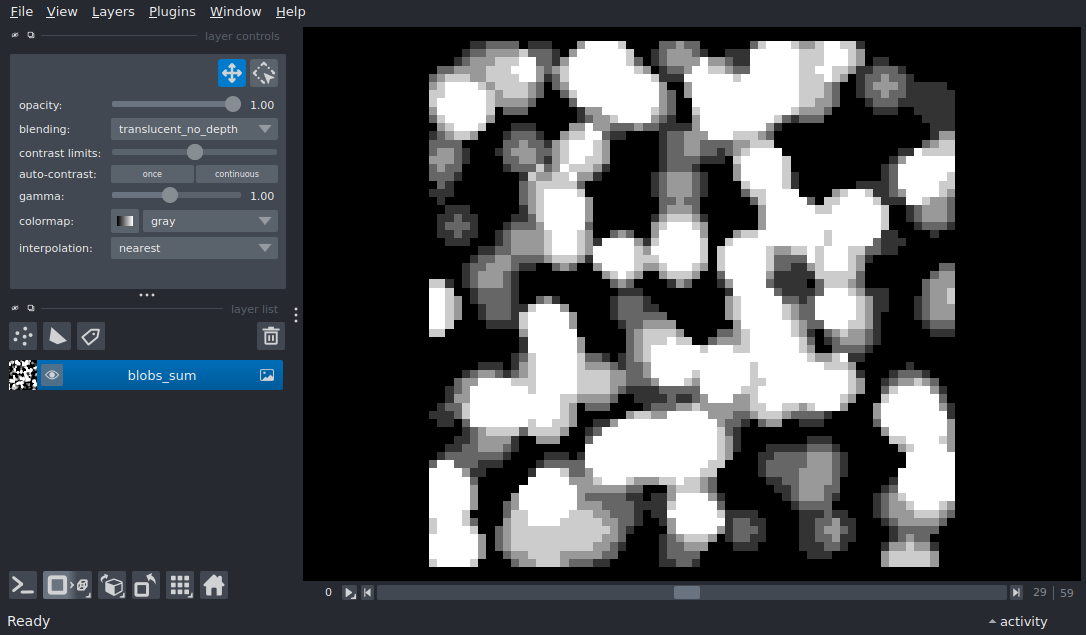 File View Layers Plugins Window Help
layer controls
opacity: 1.00
blending: translucent_no_depth
contrast limits:
auto-contrast: once continuous
gamma: 1.00
colormap: gray
interpolation: nearest
layer list
blobs_sum
0 29 | 59
Ready activity